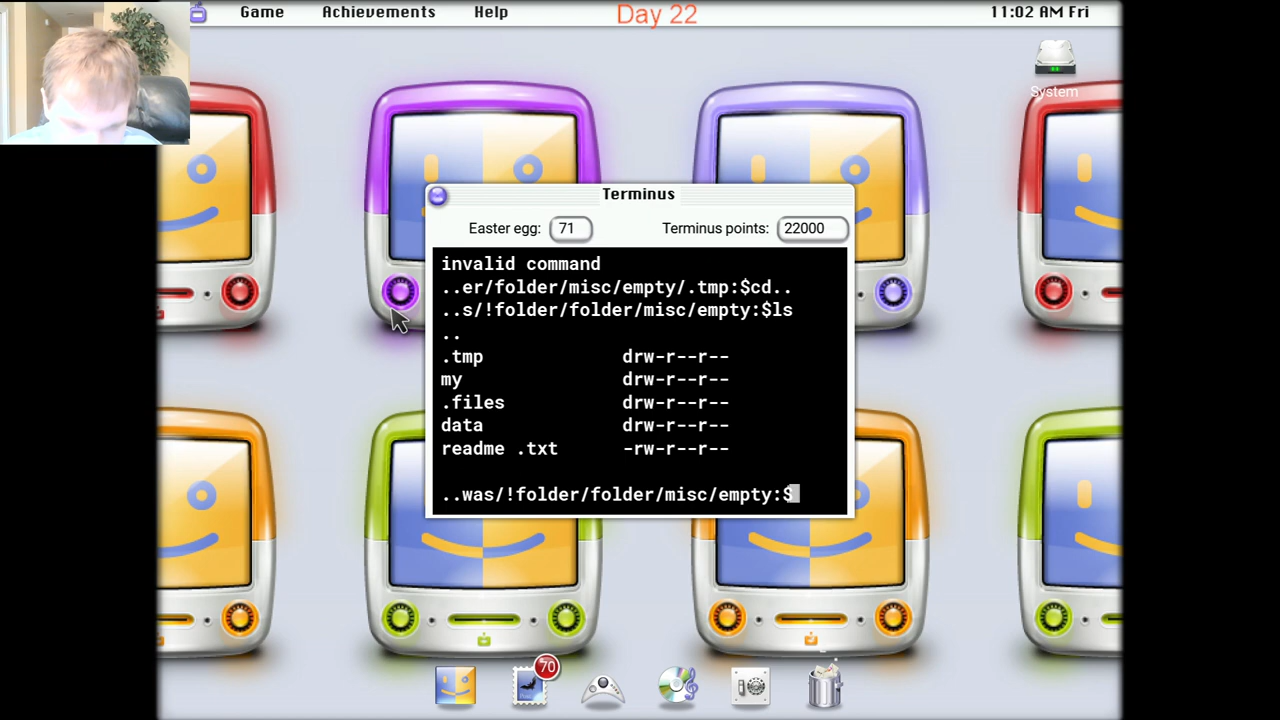 Game Achievements Help Day 22 11:02 AM Fri
System
Terminus
Easter egg: 71 Terminus points: 22000
invalid command
..er/folder/misc/empty/.tmp:$cd..
..s/!folder/folder/misc/empty:$ls
..
.tmp drw-r--r--
my drw-r--r--
.files drw-r--r--
data drw-r--r--
readme .txt -rw-r--r--
..was/!folder/folder/misc/empty:$
70